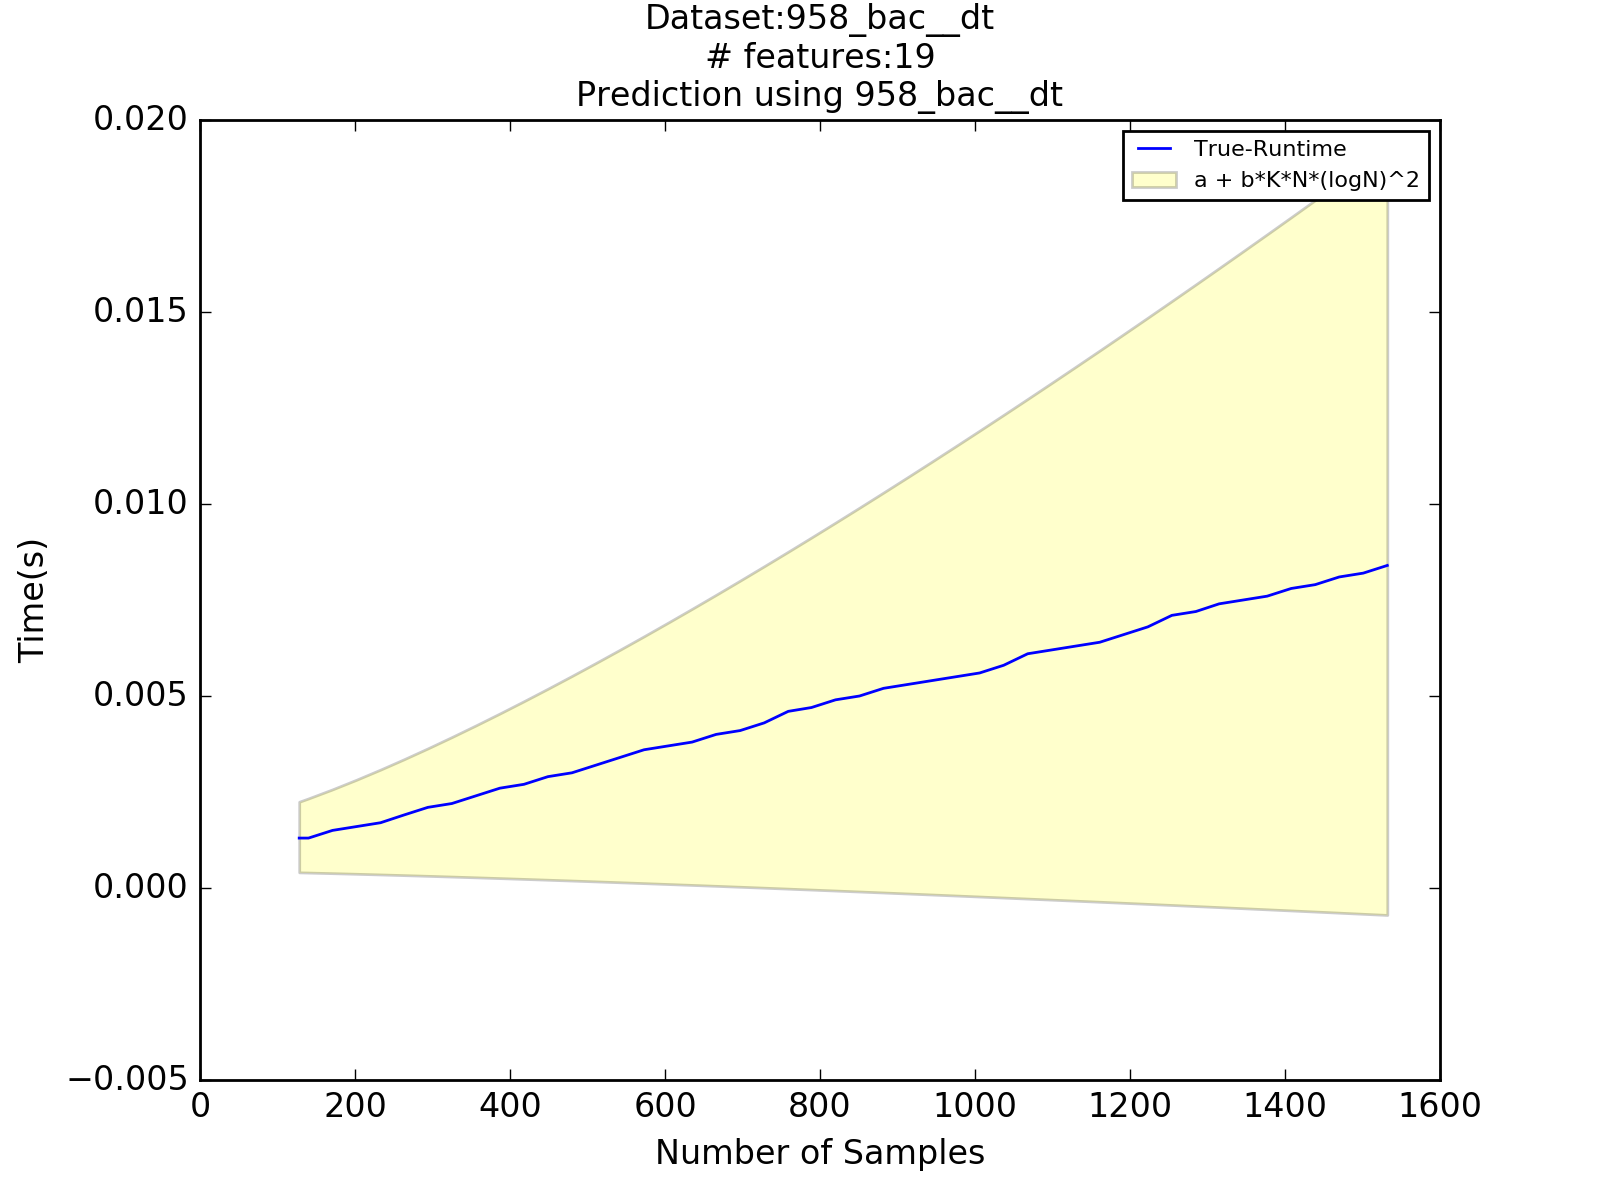 Dataset:958_bac__dt
# features:19
Prediction using 958_bac__dt
0.020
0.015
0.010
0.005
0.000
−0.005
Time(s)
True-Runtime
a + b*K*N*(logN)^2
0 200 400 600 800 1000 1200 1400 1600
Number of Samples